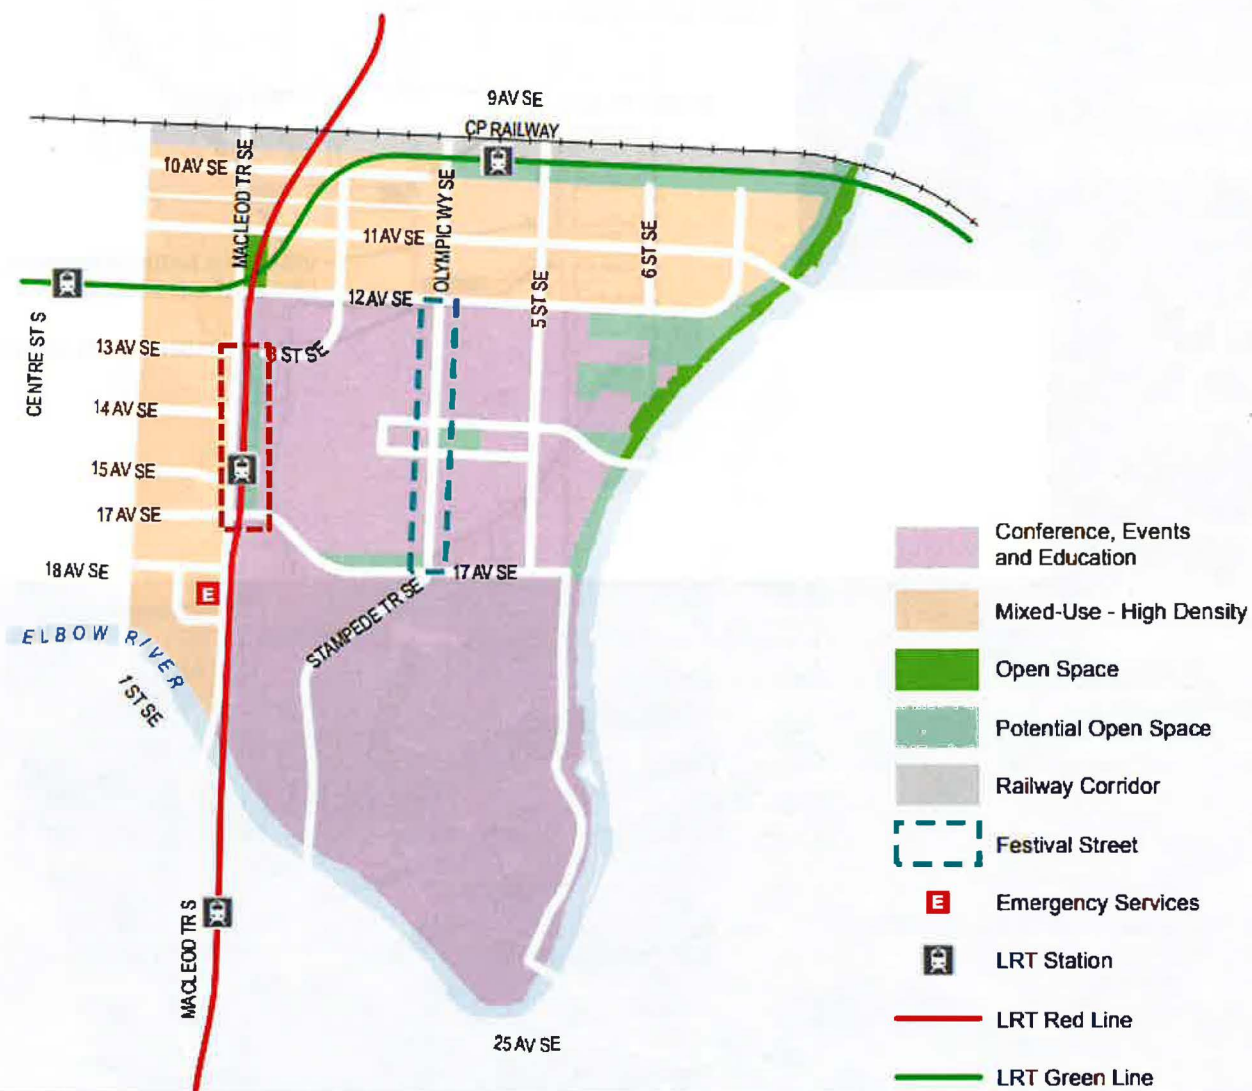 9 AV SE
CP RAILWAY
10 AV SE
MACLEOD TR SE
OLYMPIC WY SE
11 AV SE
6 ST SE
5 ST SE
12 AV SE
CENTRE ST S
13 AV SE
ST SE
14 AV SE
15 AV SE
17 AV SE
18 AV SE
E
17 AV SE
STAMPEDE TR SE
ELBOW RIVER
1 ST SE
MACLEOD TR S
25 AV SE
Conference, Events
and Education
Mixed-Use - High Density
Open Space
Potential Open Space
Railway Corridor
Festival Street
E
Emergency Services
LRT Station
LRT Red Line
LRT Green Line